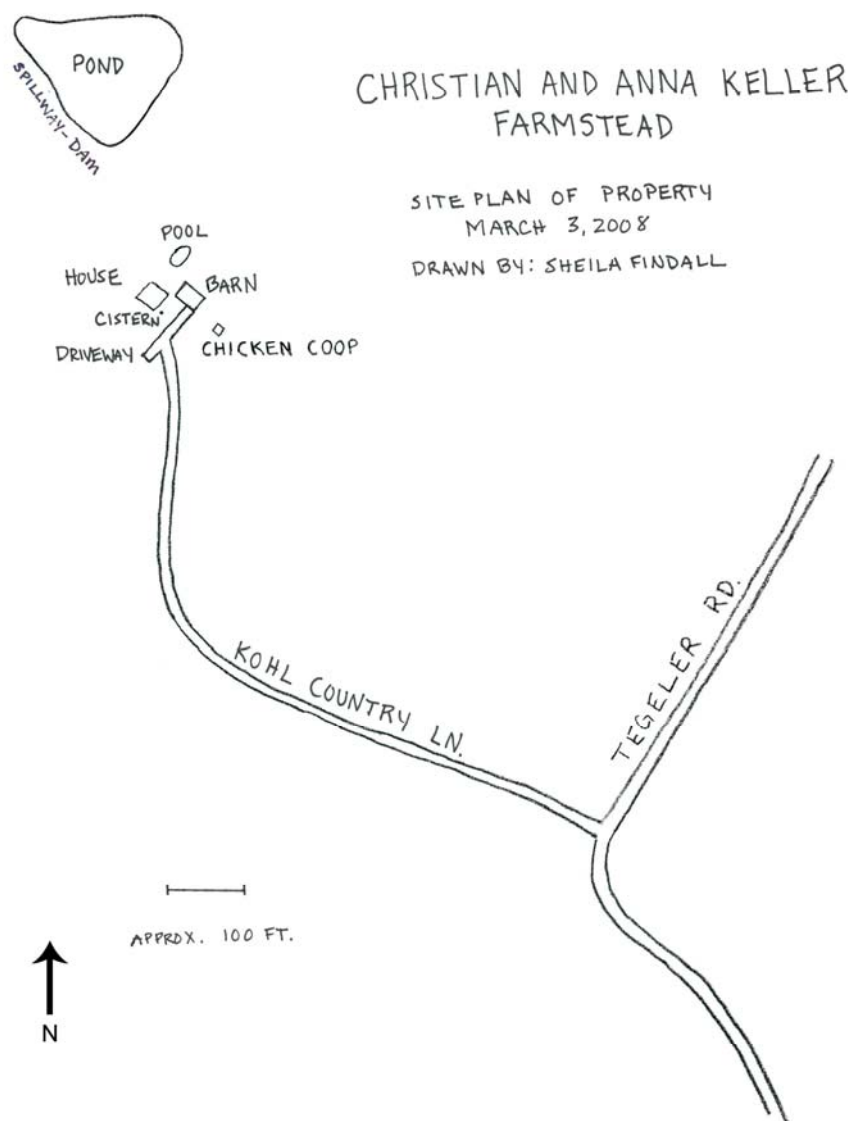 POND
SPILLWAY-DAM
CHRISTIAN AND ANNA KELLER
FARMSTEAD
SITE PLAN OF PROPERTY
MARCH 3, 2008
DRAWN BY: SHEILA FINDALL
POOL
HOUSE
BARN
CISTERN
DRIVEWAY
CHICKEN COOP
KOHL COUNTRY LN.
TEGELER RD.
APPROX. 100 FT.
N